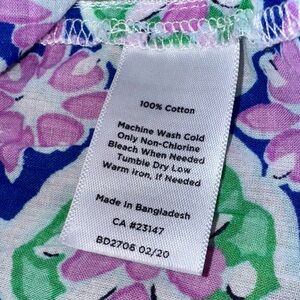 100% Cotton
Machine Wash Cold
Only Non-Chlorine
Bleach When Needed
Tumble Dry Low
Warm Iron, If Needed
Made in Bangladesh
CA #23147
BD2706 02/20